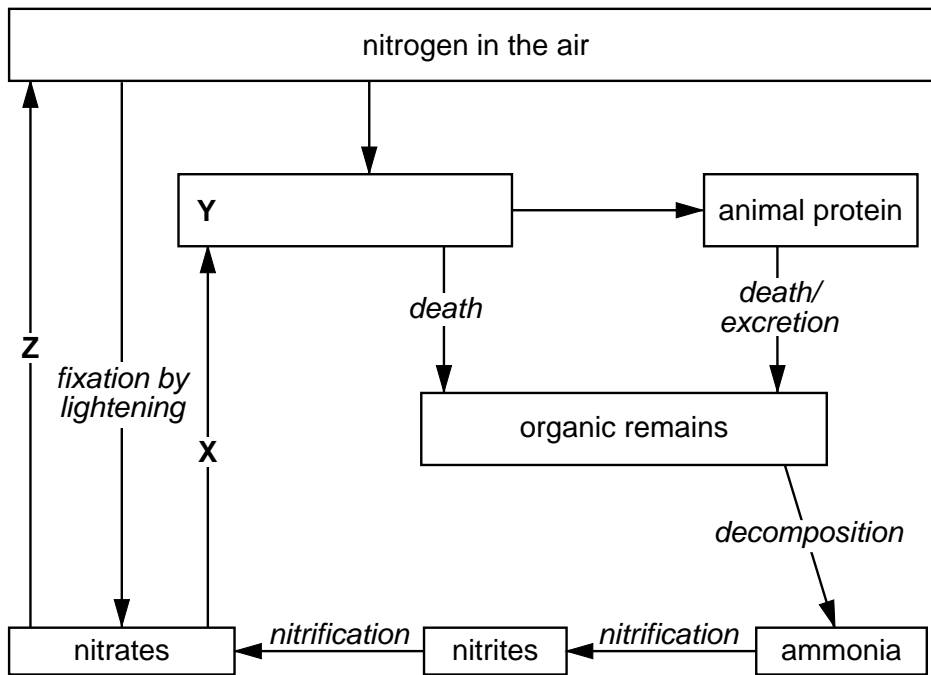 nitrogen in the air
Y
animal protein
death
death/
excretion
Z
fixation by
lightening
X
organic remains
decomposition
nitrates
nitrification
nitrites
nitrification
ammonia